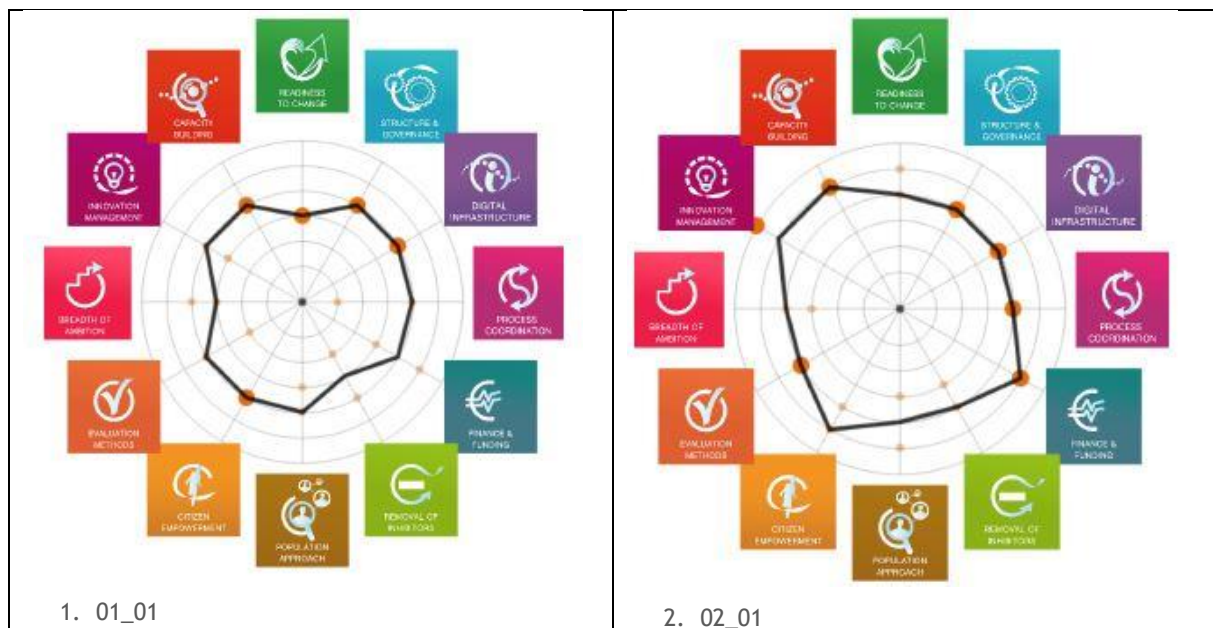 READINESS
TO CHANGE
STRUCTURE &
GOVERNANCE
DIGITAL
INFRASTRUCTURE
PROCESS
COORDINATION
FINANCE &
FUNDING
REMOVAL OF
INHIBITORS
POPULATION
APPROACH
CITIZEN
EMPOWERMENT
EVALUATION
METHODS
BREADTH OF
AMBITION
INNOVATION
MANAGEMENT
CAPACITY
BUILDING
1. 01_01
READINESS
TO CHANGE
STRUCTURE &
GOVERNANCE
DIGITAL
INFRASTRUCTURE
PROCESS
COORDINATION
FINANCE &
FUNDING
REMOVAL OF
INHIBITORS
POPULATION
APPROACH
CITIZEN
EMPOWERMENT
EVALUATION
METHODS
BREADTH OF
AMBITION
INNOVATION
MANAGEMENT
CAPACITY
BUILDING
2. 02_01